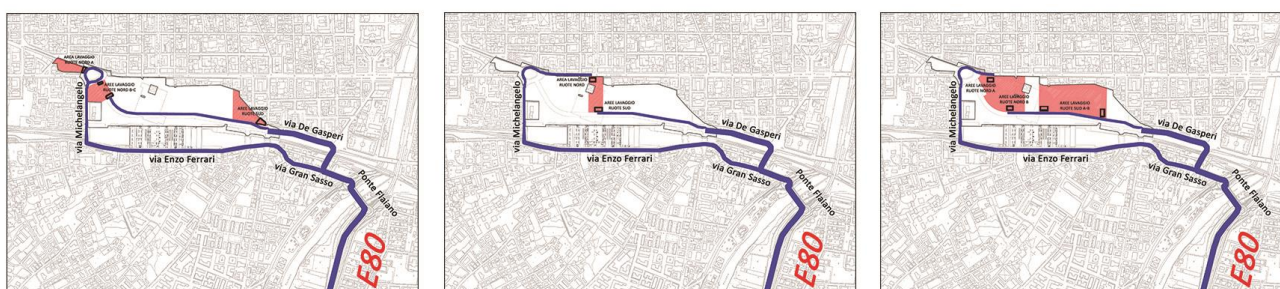 AREA LAVAGGIO
RUOTE NORD A
AREE LAVAGGIO
RUOTE NORD B-C
AREE LAVAGGIO
RUOTE SUD
via Michelangelo
via De Gasperi
via Enzo Ferrari
via Gran Sasso
Ponte Flaiano
E80
AREA LAVAGGIO
RUOTE NORD
AREE LAVAGGIO
RUOTE SUD
via Michelangelo
via De Gasperi
via Enzo Ferrari
via Gran Sasso
Ponte Flaiano
E80
AREE LAVAGGIO
RUOTE NORD A
AREE LAVAGGIO
RUOTE NORD B
AREE LAVAGGIO
RUOTE SUD A-B
via Michelangelo
via De Gasperi
via Enzo Ferrari
via Gran Sasso
Ponte Flaiano
E80